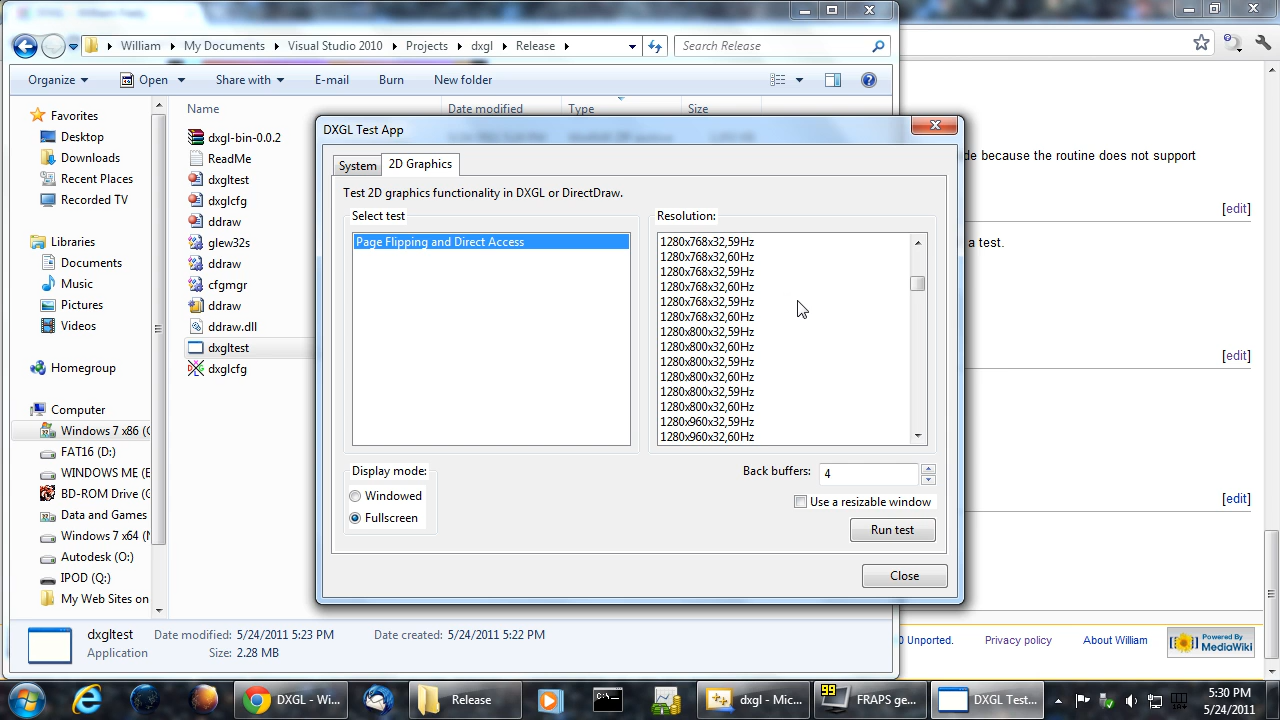 William
My Documents
Visual Studio 2010
Projects
dxgl
Release
Search Release
Organize
Open
Share with
E-mail
Burn
New folder
Favorites
Desktop
Downloads
Recent Places
Recorded TV
Libraries
Documents
Music
Pictures
Videos
Homegroup
Computer
Windows 7 x86 (C
FAT16 (D:)
WINDOWS ME (E
BD-ROM Drive (
Data and Games
Windows 7 x64 (
Autodesk (O:)
IPOD (Q:)
My Web Sites on
Name
Date modified
Type
Size
dxgl-bin-0.0.2
ReadMe
dxgltest
dxglcfg
ddraw
glew32s
ddraw
cfgmgr
ddraw
ddraw.dll
dxgltest
dxglcfg
DXGL Test App
System
2D Graphics
Test 2D graphics functionality in DXGL or DirectDraw.
Select test
Page Flipping and Direct Access
Resolution:
1280x768x32,59Hz
1280x768x32,60Hz
1280x768x32,59Hz
1280x768x32,60Hz
1280x768x32,59Hz
1280x768x32,60Hz
1280x800x32,59Hz
1280x800x32,60Hz
1280x800x32,59Hz
1280x800x32,60Hz
1280x800x32,59Hz
1280x800x32,60Hz
1280x960x32,59Hz
1280x960x32,60Hz
Display mode:
Windowed
Fullscreen
Back buffers:
4
Use a resizable window
Run test
Close
de because the routine does not support
[edit]
a test.
[edit]
[edit]
0 Unported.
Privacy policy
About William
Powered By
MediaWiki
dxgltest
Date modified: 5/24/2011 5:23 PM
Date created: 5/24/2011 5:22 PM
Application
Size: 2.28 MB
DXGL - Wi...
Release
C:\_
dxgl - Mic...
99
FRAPS ge...
DXGL Test...
5:30 PM
5/24/2011